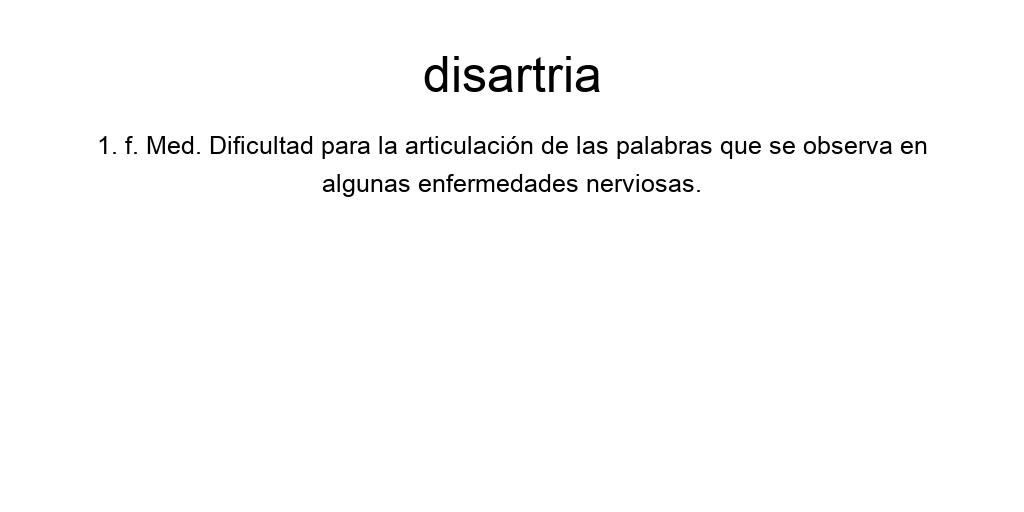 disartria
1. f. Med. Dificultad para la articulación de las palabras que se observa en
algunas enfermedades nerviosas.